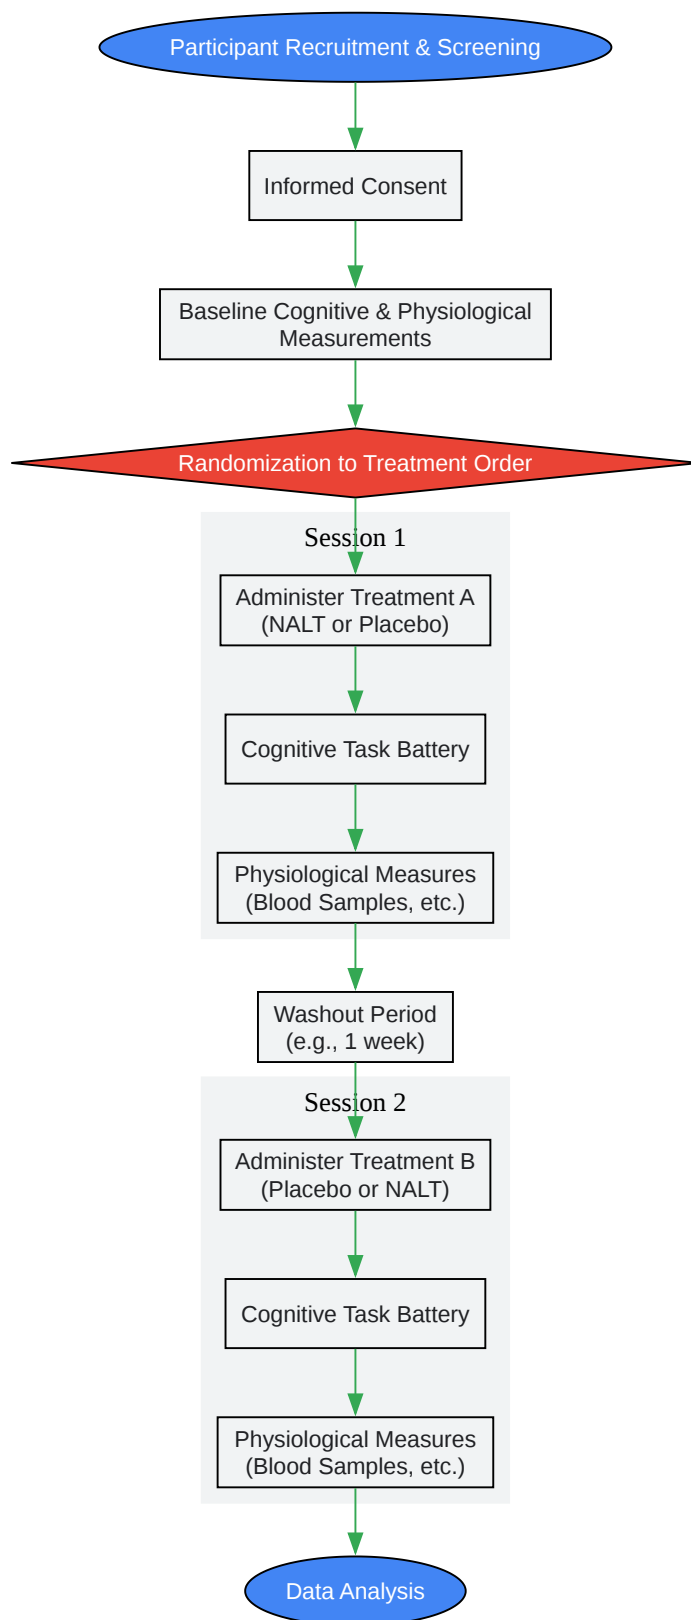 Participant Recruitment & Screening
Informed Consent
Baseline Cognitive & Physiological
Measurements
Randomization to Treatment Order
Session 1
Administer Treatment A
(NALT or Placebo)
Cognitive Task Battery
Physiological Measures
(Blood Samples, etc.)
Washout Period
(e.g., 1 week)
Session 2
Administer Treatment B
(Placebo or NALT)
Cognitive Task Battery
Physiological Measures
(Blood Samples, etc.)
Data Analysis